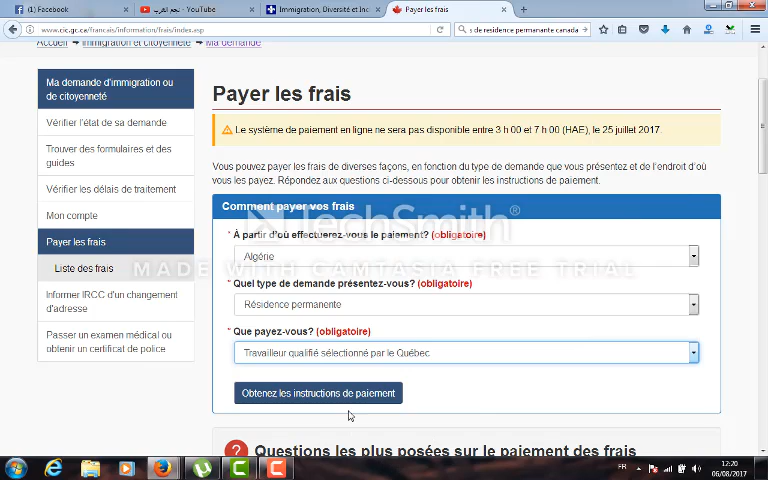 (1) Facebook
نجم الغرب - YouTube
Immigration, Diversité et Inc
Payer les frais
www.cic.gc.ca/francais/information/frais/index.asp
s de residence permanante canada
Accueil → Immigration et citoyenneté → Ma demande
Ma demande d'immigration ou
de citoyenneté
Vérifier l'état de sa demande
Trouver des formulaires et des
guides
Vérifier les délais de traitement
Mon compte
Payer les frais
Liste des frais
Informer IRCC d'un changement
d'adresse
Passer un examen médical ou
obtenir un certificat de police
Payer les frais
Le système de paiement en ligne ne sera pas disponible entre 3 h 00 et 7 h 00 (HAE), le 25 juillet 2017.
Vous pouvez payer les frais de diverses façons, en fonction du type de demande que vous présentez et de l'endroit d'où
vous les payez. Répondez aux questions ci-dessous pour obtenir les instructions de paiement.
Comment payer vos frais
* À partir d'où effectuerez-vous le paiement? (obligatoire)
Algérie
* Quel type de demande présentez-vous? (obligatoire)
Résidence permanente
* Que payez-vous? (obligatoire)
Travailleur qualifié sélectionné par le Québec
Obtenez les instructions de paiement
Questions les plus posées sur le paiement des frais
TechSmith®
MADE WITH CAMTASIA FREE TRIAL
FR
12:20
06/08/2017